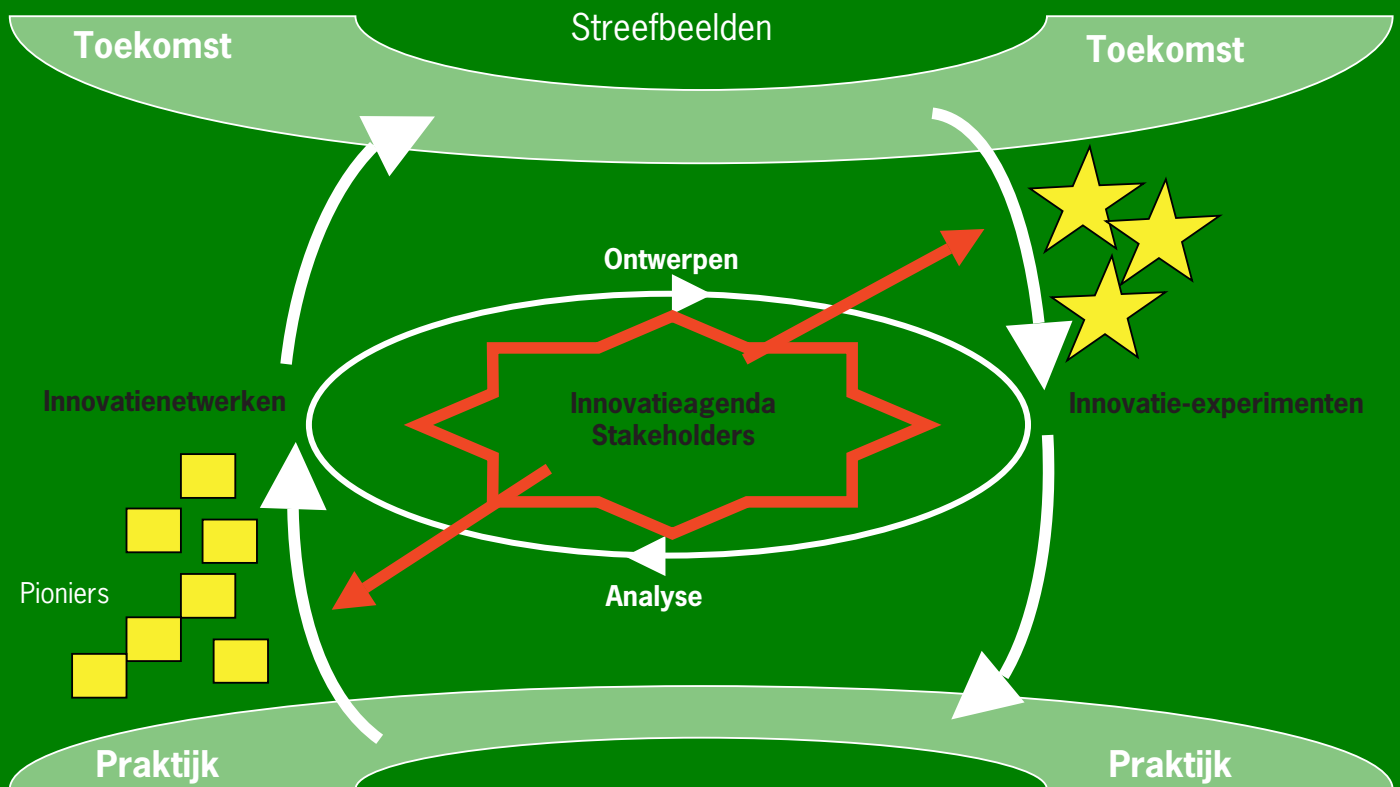 Streefbeelden
Toekomst
Toekomst
Ontwerpen
Innovatienetwerken
Innovatieagenda
Stakeholders
Innovatie-experimenten
Pioniers
Analyse
Praktijk
Praktijk